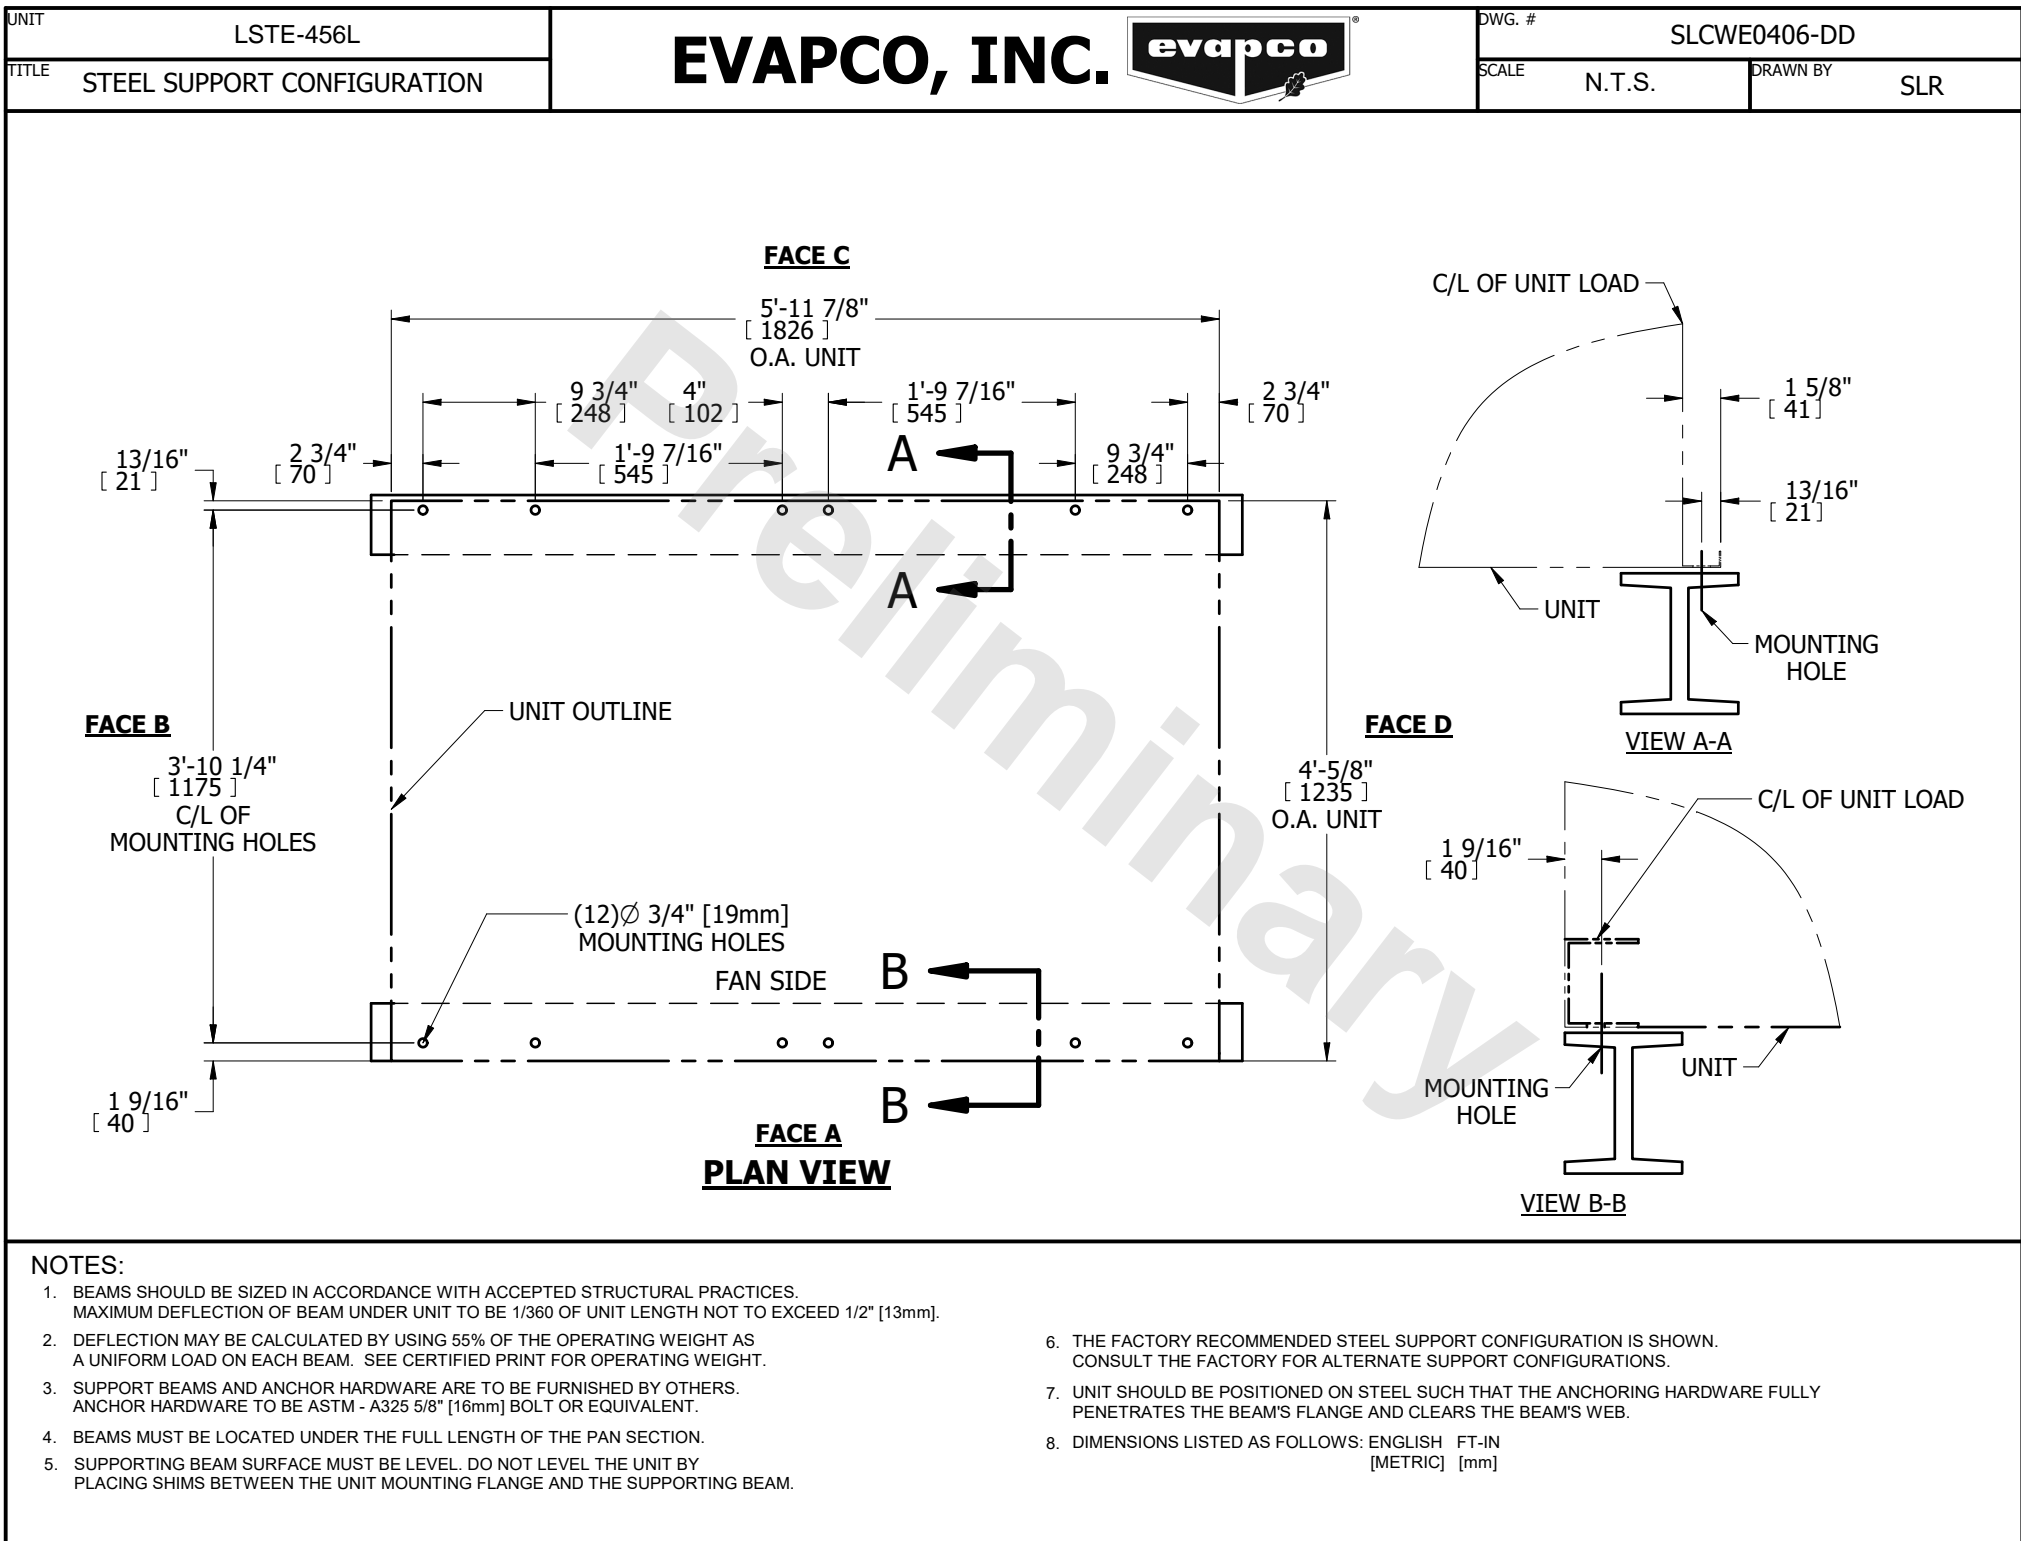 UNIT
LSTE-456L
TITLE
STEEL SUPPORT CONFIGURATION
EVAPCO, INC.
evapco
®
DWG. #
SLCWE0406-DD
SCALE
N.T.S.
DRAWN BY
SLR
FACE C
5'-11 7/8"
[ 1826 ]
O.A. UNIT
9 3/4"
[ 248 ]
4"
[ 102 ]
1'-9 7/16"
[ 545 ]
2 3/4"
[ 70 ]
13/16"
[ 21 ]
2 3/4"
[ 70 ]
1'-9 7/16"
[ 545 ]
A
9 3/4"
[ 248 ]
A
UNIT OUTLINE
FACE B
3'-10 1/4"
[ 1175 ]
C/L OF
MOUNTING HOLES
FACE D
4'-5/8"
[ 1235 ]
O.A. UNIT
(12)∅ 3/4" [19mm]
MOUNTING HOLES
FAN SIDE
B
B
1 9/16"
[ 40 ]
FACE A
PLAN VIEW
C/L OF UNIT LOAD
1 5/8"
[ 41 ]
13/16"
[ 21 ]
UNIT
MOUNTING
HOLE
VIEW A-A
C/L OF UNIT LOAD
1 9/16"
[ 40 ]
UNIT
MOUNTING
HOLE
VIEW B-B
Preliminary
NOTES:
1. BEAMS SHOULD BE SIZED IN ACCORDANCE WITH ACCEPTED STRUCTURAL PRACTICES.
MAXIMUM DEFLECTION OF BEAM UNDER UNIT TO BE 1/360 OF UNIT LENGTH NOT TO EXCEED 1/2" [13mm].
2. DEFLECTION MAY BE CALCULATED BY USING 55% OF THE OPERATING WEIGHT AS
A UNIFORM LOAD ON EACH BEAM. SEE CERTIFIED PRINT FOR OPERATING WEIGHT.
3. SUPPORT BEAMS AND ANCHOR HARDWARE ARE TO BE FURNISHED BY OTHERS.
ANCHOR HARDWARE TO BE ASTM - A325 5/8" [16mm] BOLT OR EQUIVALENT.
4. BEAMS MUST BE LOCATED UNDER THE FULL LENGTH OF THE PAN SECTION.
5. SUPPORTING BEAM SURFACE MUST BE LEVEL. DO NOT LEVEL THE UNIT BY
PLACING SHIMS BETWEEN THE UNIT MOUNTING FLANGE AND THE SUPPORTING BEAM.
6. THE FACTORY RECOMMENDED STEEL SUPPORT CONFIGURATION IS SHOWN.
CONSULT THE FACTORY FOR ALTERNATE SUPPORT CONFIGURATIONS.
7. UNIT SHOULD BE POSITIONED ON STEEL SUCH THAT THE ANCHORING HARDWARE FULLY
PENETRATES THE BEAM'S FLANGE AND CLEARS THE BEAM'S WEB.
8. DIMENSIONS LISTED AS FOLLOWS: ENGLISH FT-IN
[METRIC] [mm]